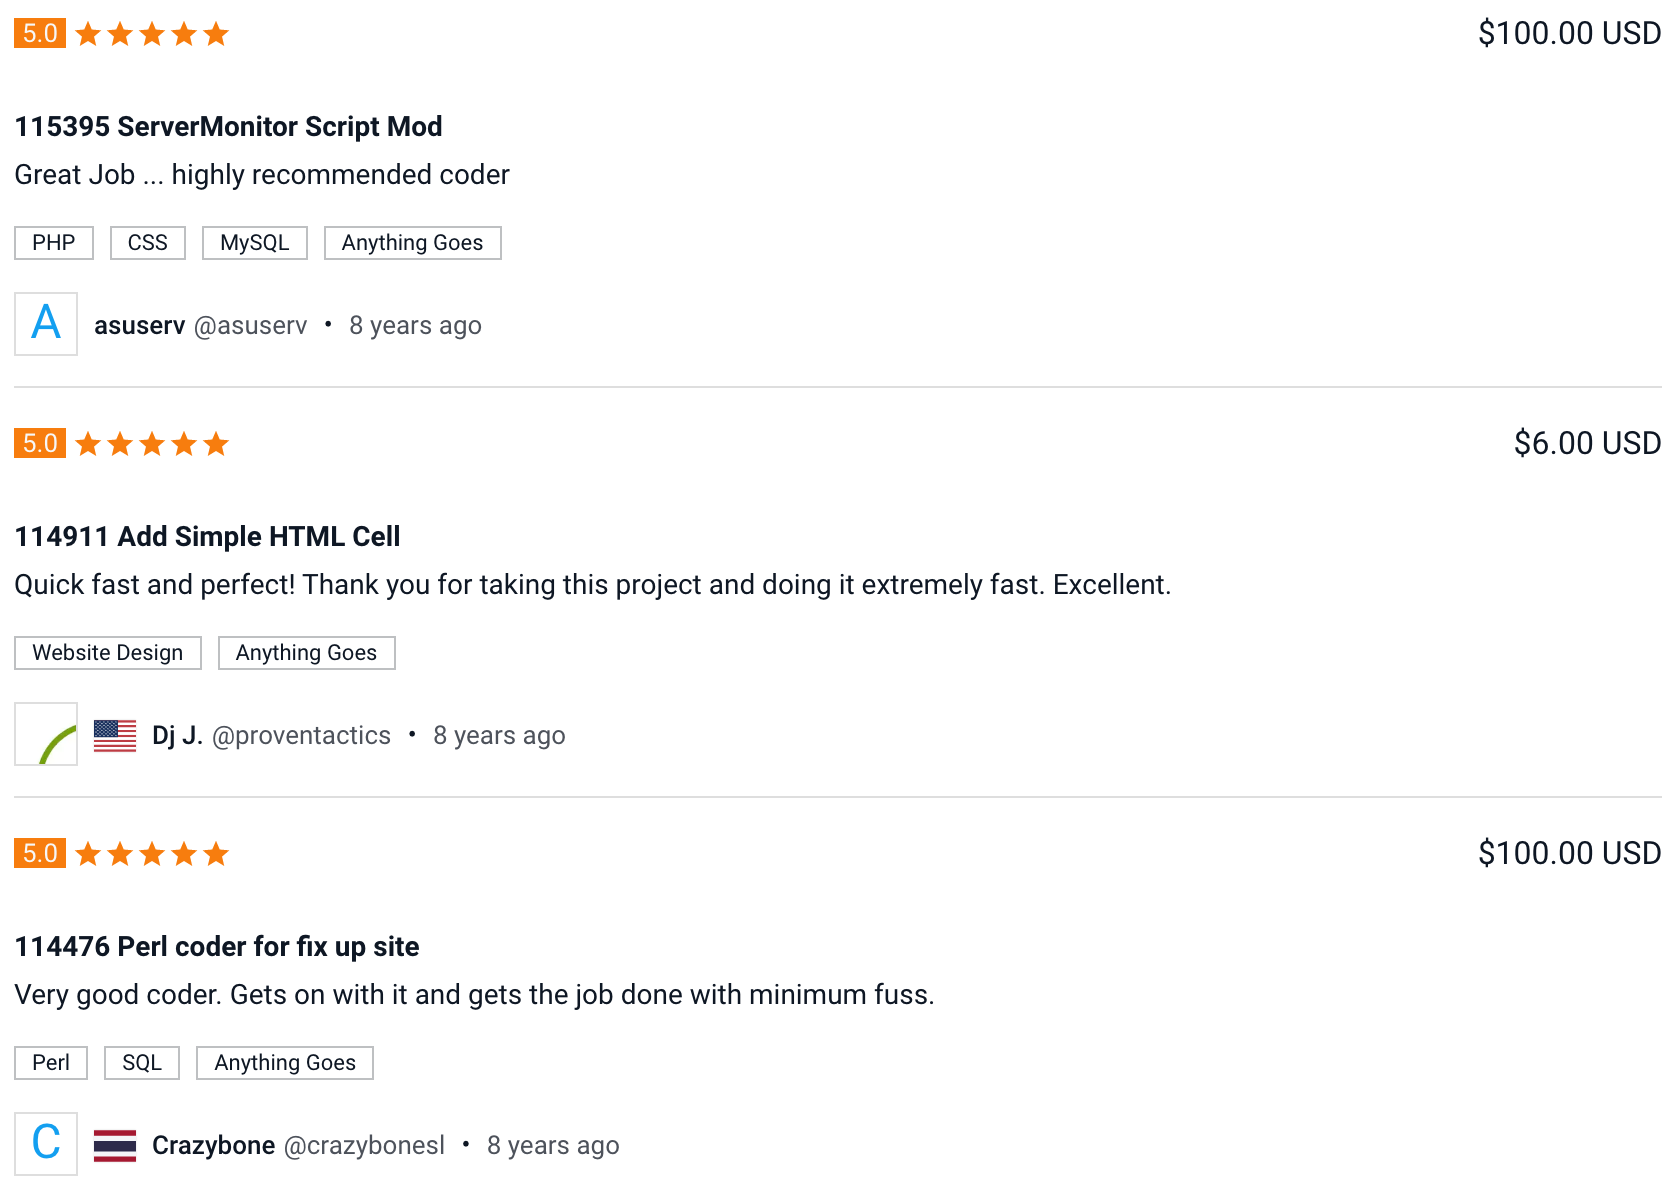 5.0 $100.00 USD
115395 ServerMonitor Script Mod
Great Job ... highly recommended coder
PHP CSS MySQL Anything Goes
A asuserv @asuserv • 8 years ago
5.0 $6.00 USD
114911 Add Simple HTML Cell
Quick fast and perfect! Thank you for taking this project and doing it extremely fast. Excellent.
Website Design Anything Goes
Dj J. @proventactics • 8 years ago
5.0 $100.00 USD
114476 Perl coder for fix up site
Very good coder. Gets on with it and gets the job done with minimum fuss.
Perl SQL Anything Goes
C Crazybone @crazybonesl • 8 years ago